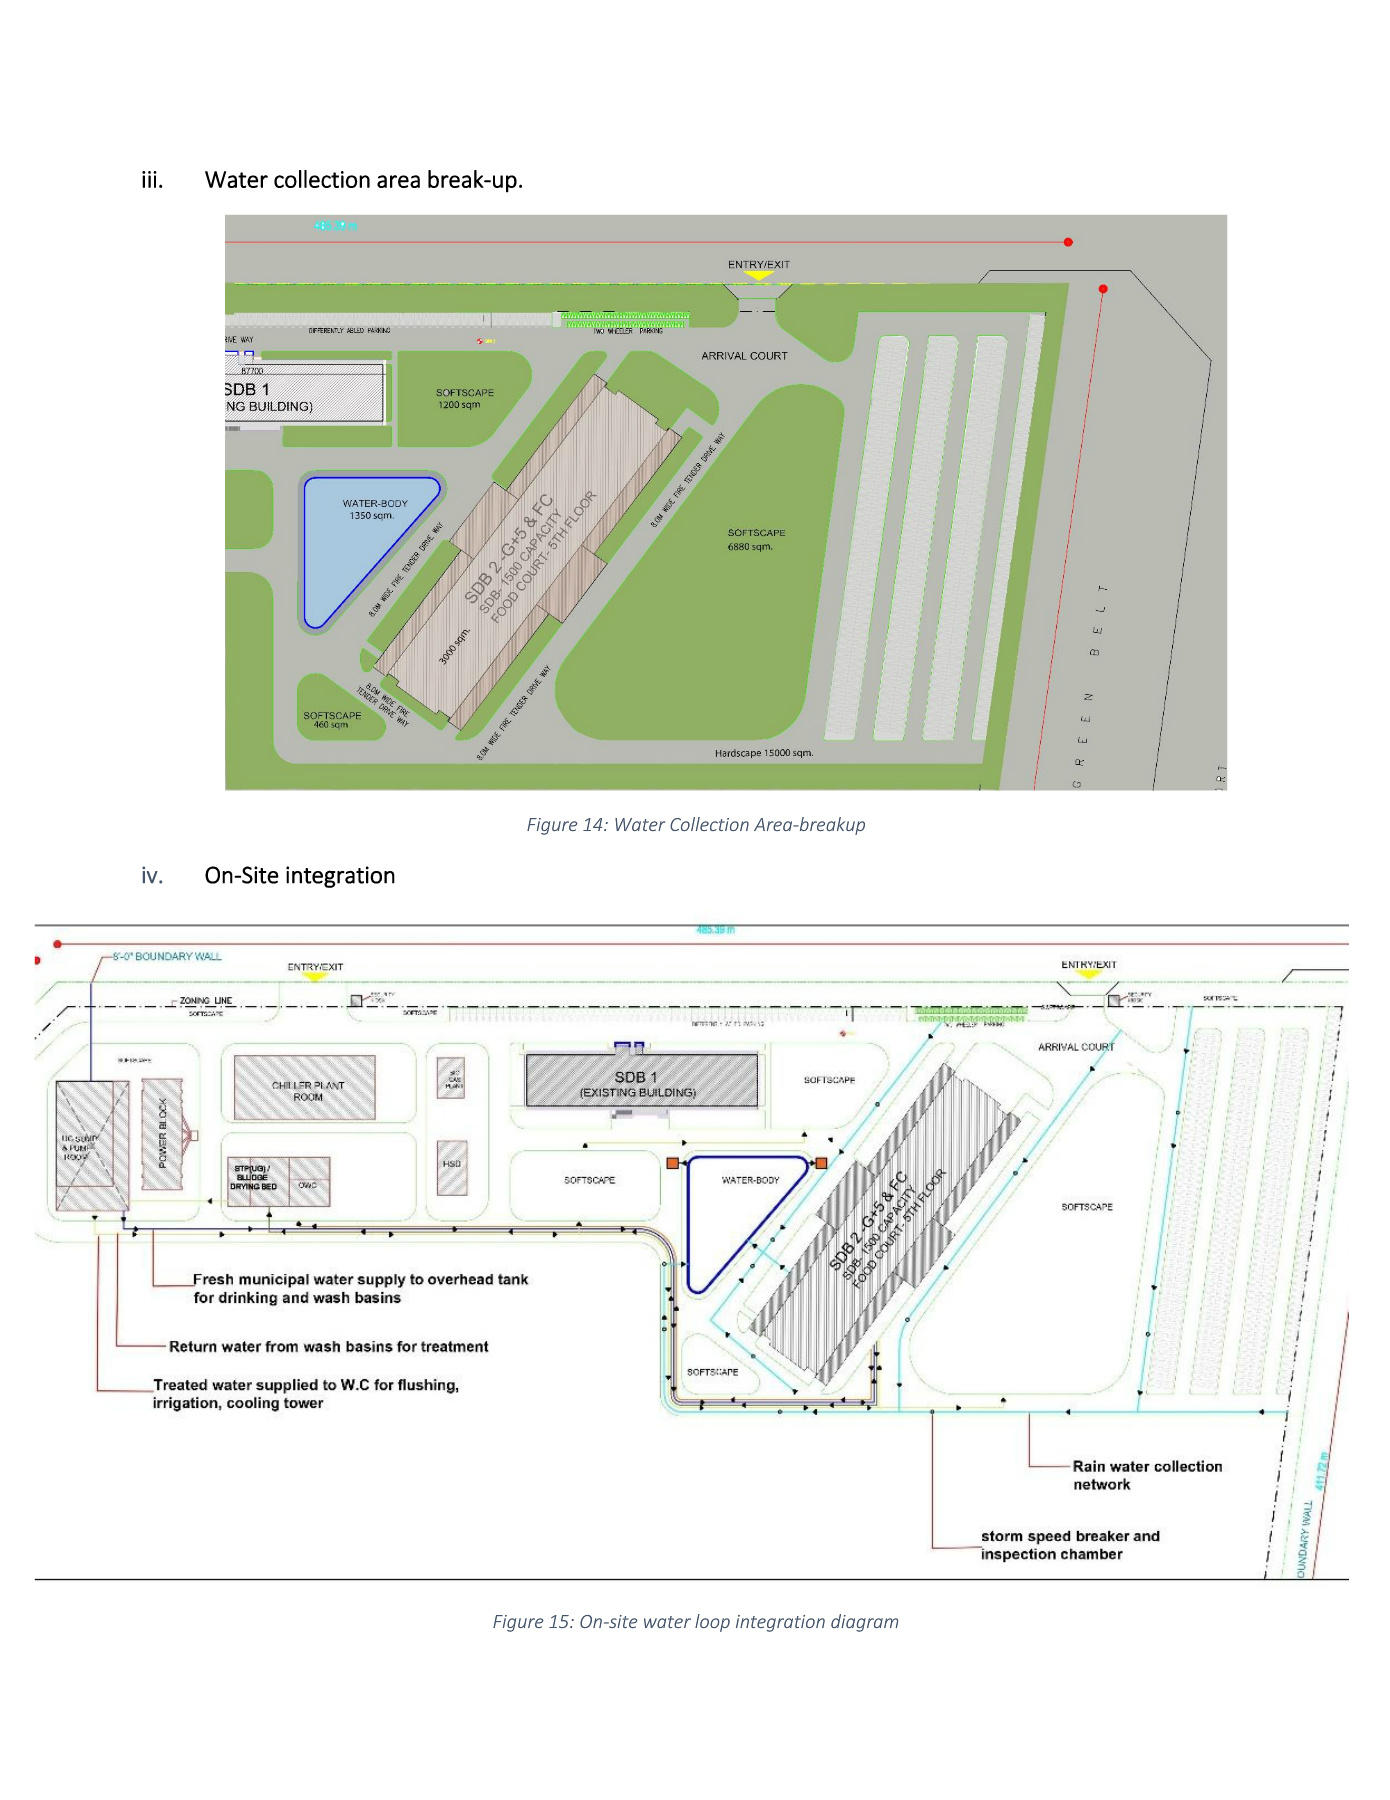 iii. Water collection area break-up.
ENTRY/EXIT
DIFFERENTLY ABLED PARKING
TWO WHEELER PARKING
ARRIVAL COURT
87700
SDB 1
NG BUILDING)
SOFTSCAPE
1200 sqm
WATER-BODY
1350 sqm.
8.0M WIDE FIRE TENDER DRIVE WAY
8.0M WIDE FIRE TENDER DRIVE WAY
SDB 2 -G+5 & FC
SDB- 1500 CAPACITY
FOOD COURT- 5TH FLOOR
3000 sqm.
SOFTSCAPE
6880 sqm.
8.0M WIDE FIRE
TENDER DRIVE WAY
SOFTSCAPE
460 sqm
8.0M WIDE FIRE TENDER DRIVE WAY
Hardscape 15000 sqm.
GREEN BELT
Figure 14: Water Collection Area-breakup
iv. On-Site integration
485.39 m
8'-0" BOUNDARY WALL
ENTRY/EXIT
ENTRY/EXIT
ZONING LINE
SOFTSCAPE
SOFTSCAPE
SOFTSCAPE
TWO WHEELER PARKING
ARRIVAL COURT
SOFTSCAPE
CHILLER PLANT
ROOM
SDB 1
(EXISTING BUILDING)
SOFTSCAPE
UG SUMP
& PUMP
ROOM
POWER BLOCK
STP(UG) /
SLUDGE
DRYING BED
OWC
HSD
SOFTSCAPE
WATER-BODY
SDB 2 -G+5 & FC
SDB- 1500 CAPACITY
FOOD COURT- 5TH FLOOR
SOFTSCAPE
Fresh municipal water supply to overhead tank
for drinking and wash basins
Return water from wash basins for treatment
Treated water supplied to W.C for flushing,
irrigation, cooling tower
SOFTSCAPE
Rain water collection
network
storm speed breaker and
inspection chamber
411.72 m
OUNDARY WALL
Figure 15: On-site water loop integration diagram